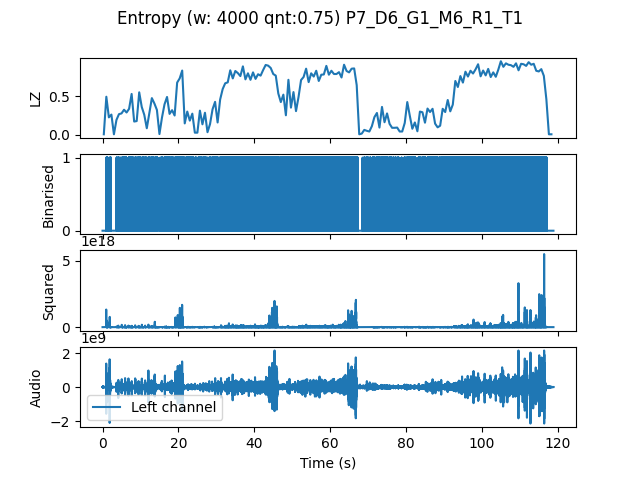 Entropy (w: 4000 qnt:0.75) P7_D6_G1_M6_R1_T1
LZ
0.5
0.0
Binarised
1
0
1e18
Squared
5
0
1e9
Audio
2
0
−2
Left channel
0 20 40 60 80 100 120
Time (s)